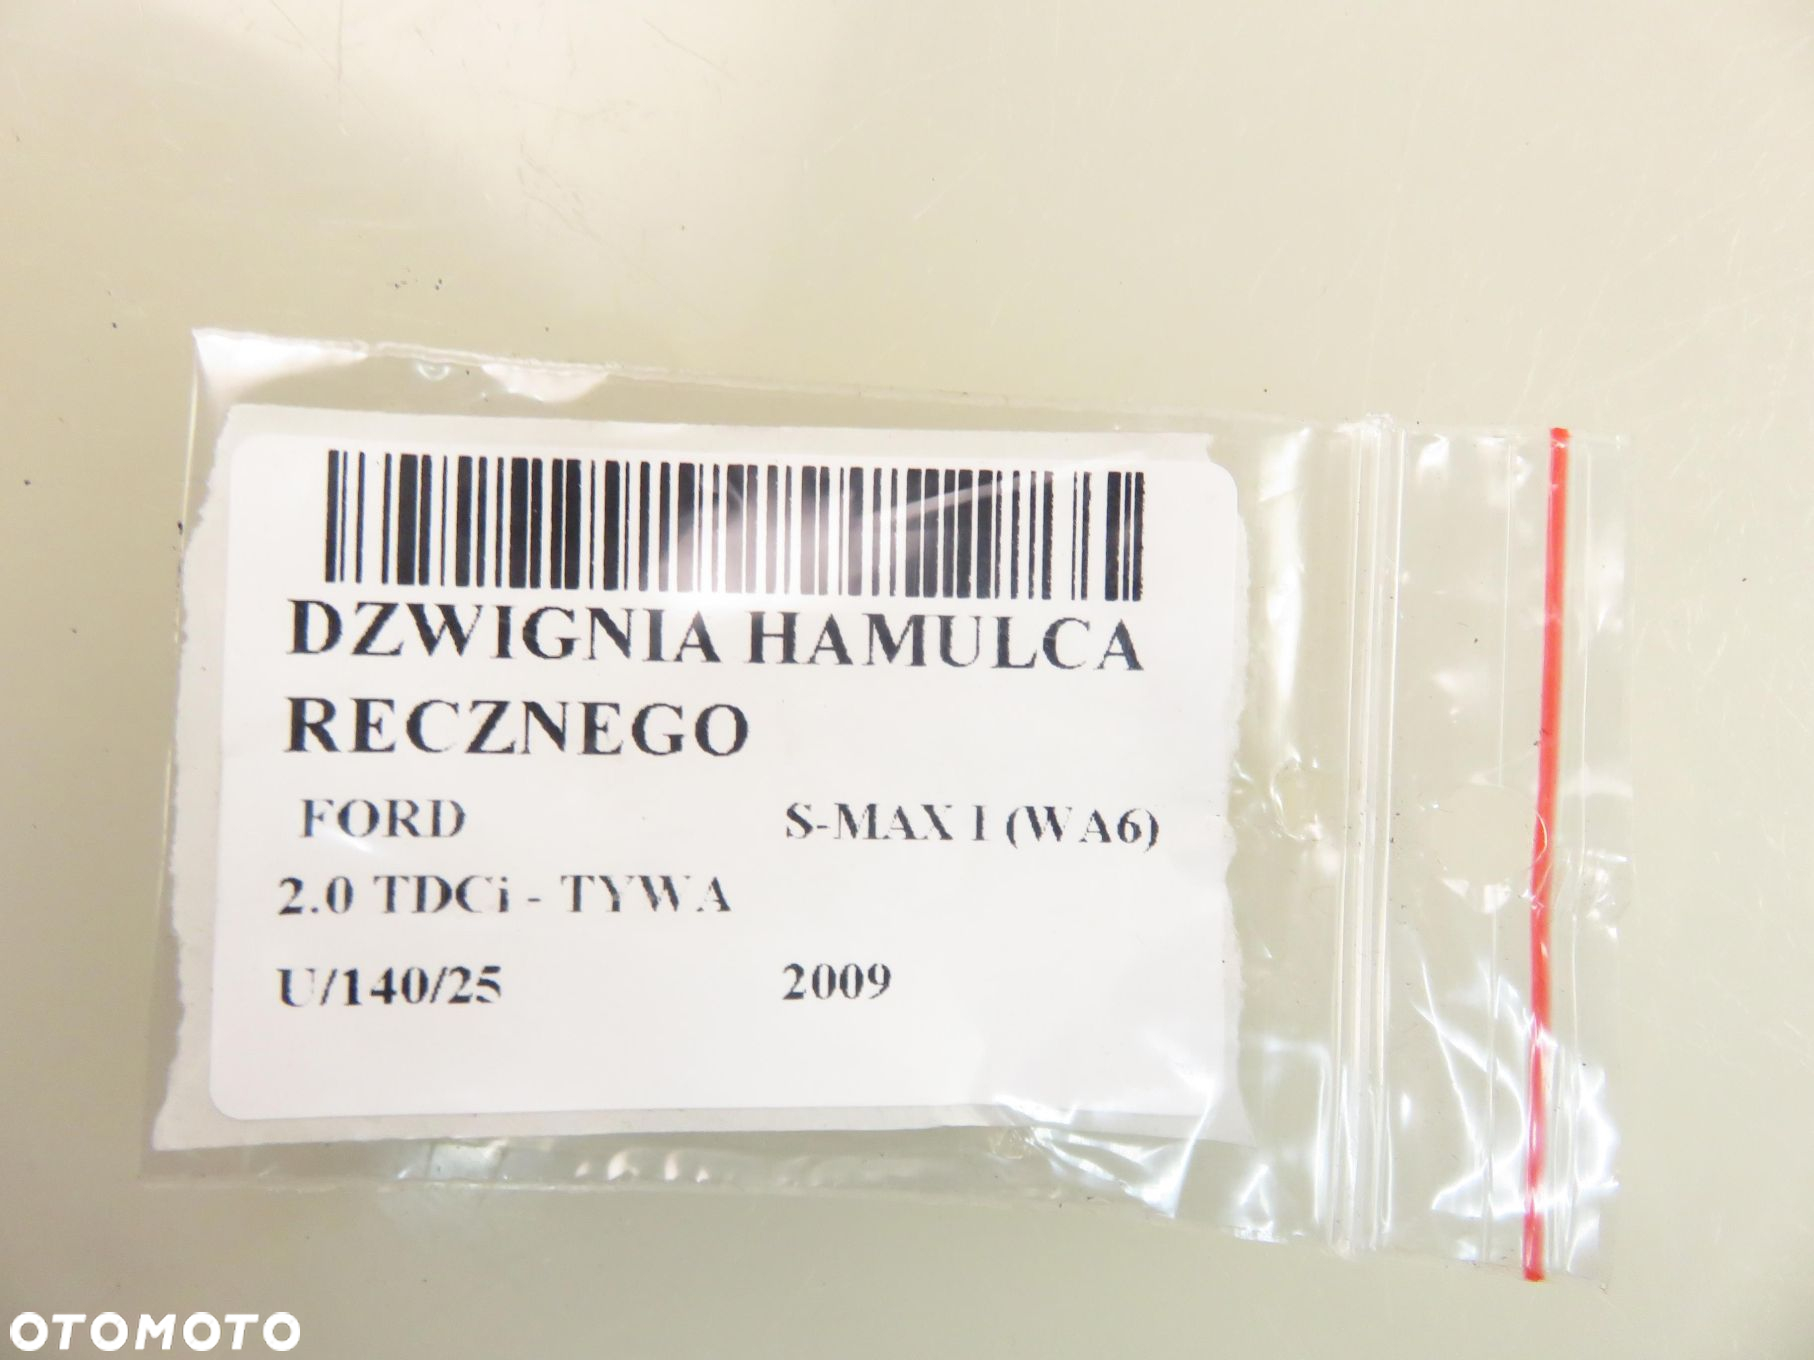 DZWIGNIA HAMULCA
RECZNEGO
FORD S-MAX I (WA6)
2.0 TDCi - TYWA
U/140/25 2009
OTOMOTO